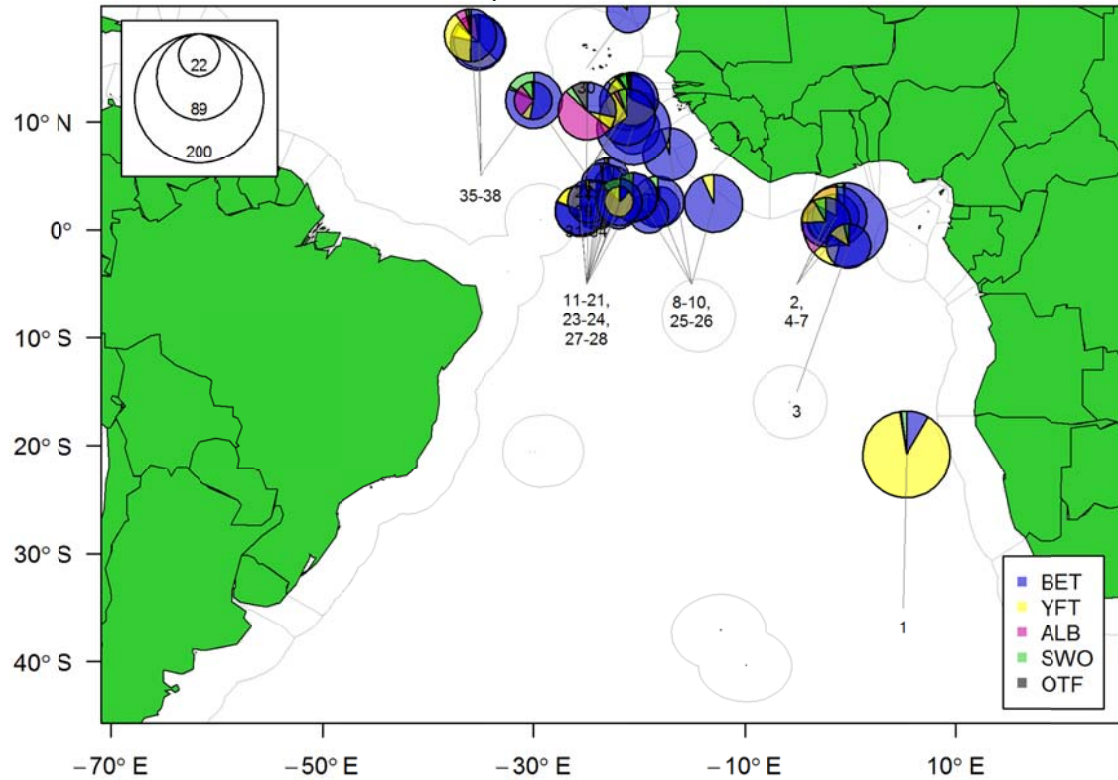 22
89
200
10° N
0°
10° S
20° S
30° S
40° S
30
35-38
11-21,
23-24,
27-28
8-10,
25-26
2,
4-7
3
1
BET
YFT
ALB
SWO
OTF
−70° E
−50° E
−30° E
−10° E
10° E